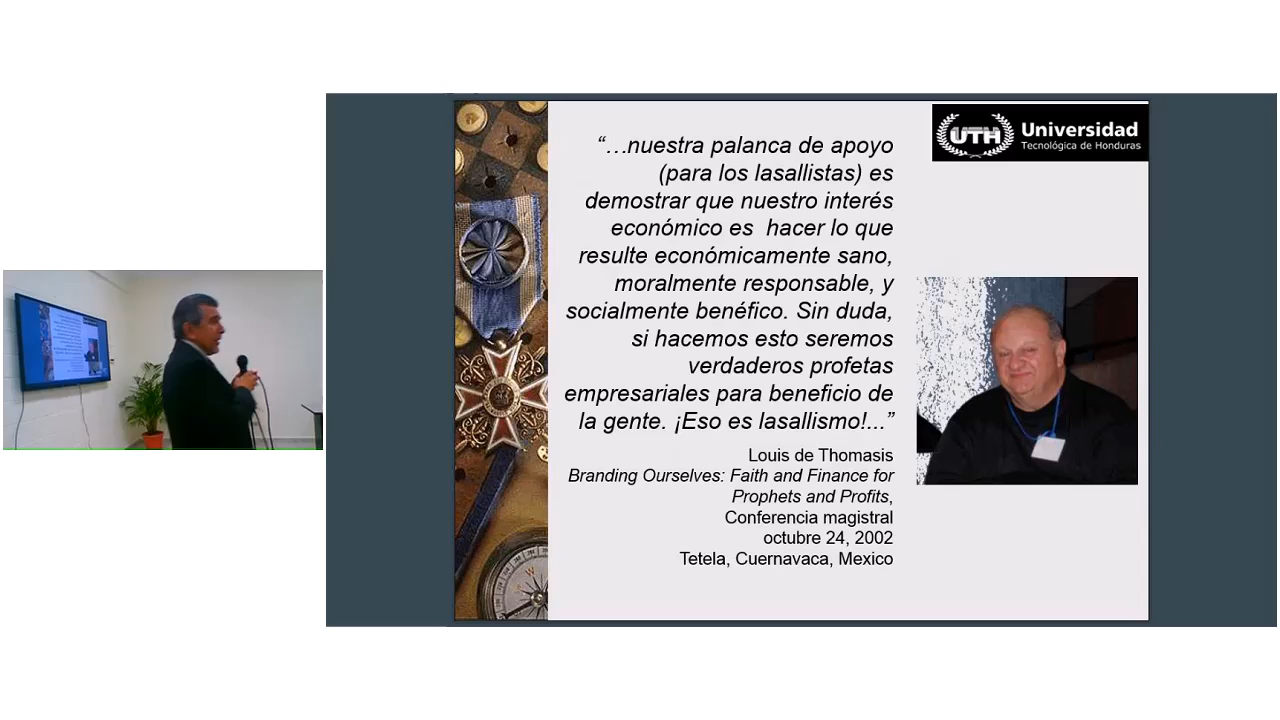 “…nuestra palanca de apoyo
(para los lasallistas) es
demostrar que nuestro interés
económico es  hacer lo que
resulte económicamente sano,
moralmente responsable, y
socialmente benéfico. Sin duda,
si hacemos esto seremos
verdaderos profetas
empresariales para beneficio de
la gente. ¡Eso es lasallismo!...”
Louis de Thomasis
Branding Ourselves: Faith and Finance for
Prophets and Profits,
Conferencia magistral
octubre 24, 2002
Tetela, Cuernavaca, Mexico
UTH
Universidad
Tecnológica de Honduras